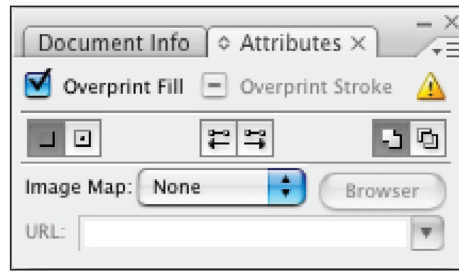 Document Info Attributes
Overprint Fill Overprint Stroke
Image Map: None Browser
URL: